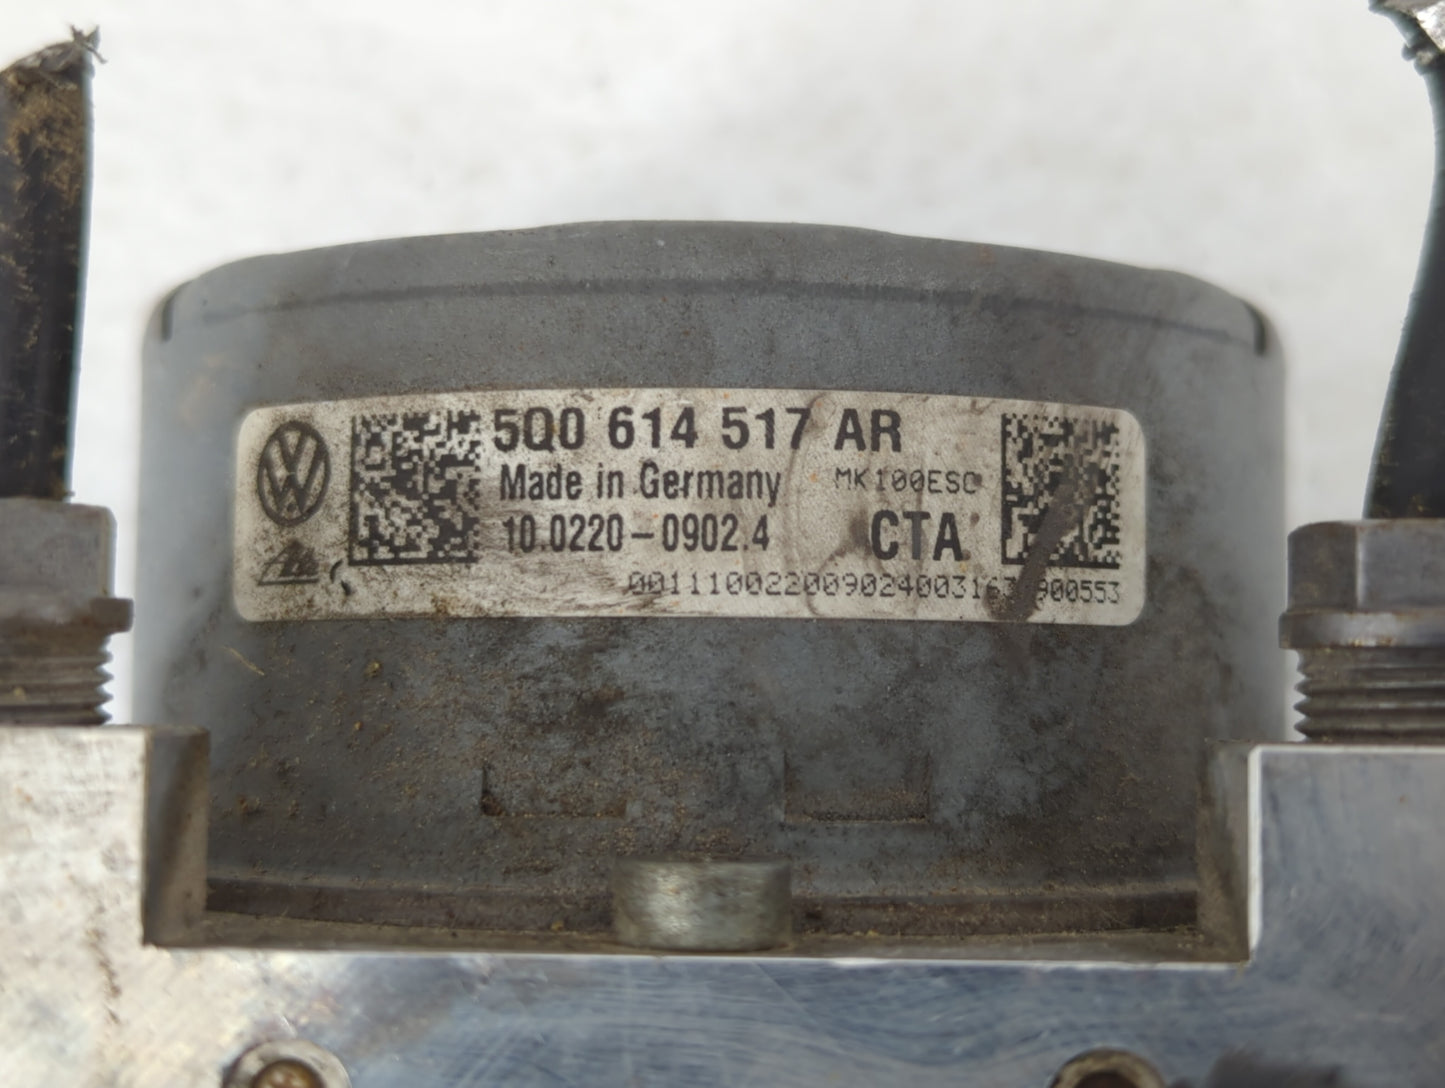 5Q0 614 517 AR
Made in Germany MK100ESC
10.0220-0902.4 CTA